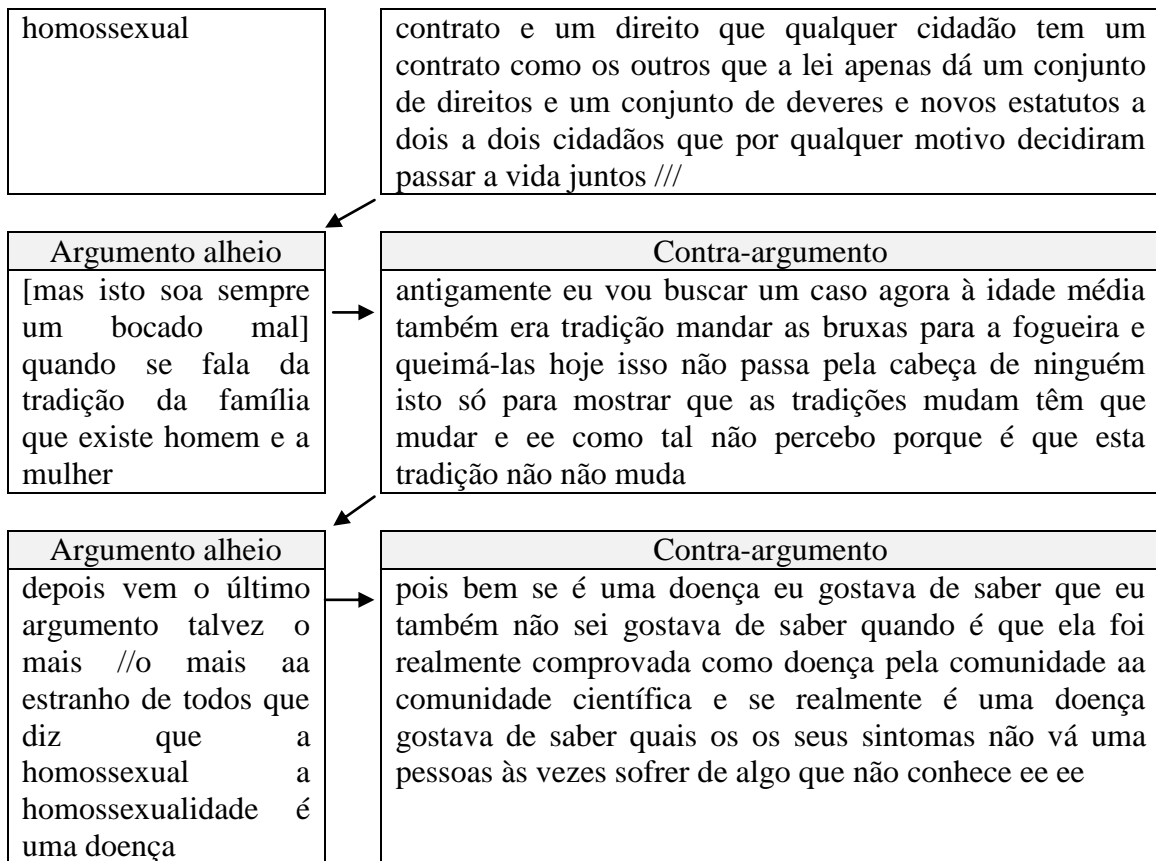 homossexual
contrato e um direito que qualquer cidadão tem um
contrato como os outros que a lei apenas dá um conjunto
de direitos e um conjunto de deveres e novos estatutos a
dois a dois cidadãos que por qualquer motivo decidiram
passar a vida juntos ///
Argumento alheio
[mas isto soa sempre
um bocado mal]
quando se fala da
tradição da família
que existe homem e a
mulher
Contra-argumento
antigamente eu vou buscar um caso agora à idade média
também era tradição mandar as bruxas para a fogueira e
queimá-las hoje isso não passa pela cabeça de ninguém
isto só para mostrar que as tradições mudam têm que
mudar e ee como tal não percebo porque é que esta
tradição não não muda
Argumento alheio
depois vem o último
argumento talvez o
mais //o mais aa
estranho de todos que
diz que a
homossexual a
homossexualidade é
uma doença
Contra-argumento
pois bem se é uma doença eu gostava de saber que eu
também não sei gostava de saber quando é que ela foi
realmente comprovada como doença pela comunidade aa
comunidade científica e se realmente é uma doença
gostava de saber quais os os seus sintomas não vá uma
pessoas às vezes sofrer de algo que não conhece ee ee